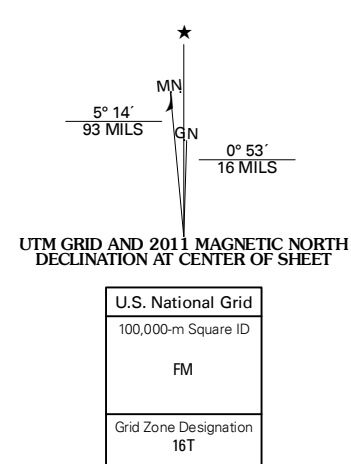 MN
5° 14´
93 MILS
GN
0° 53´
16 MILS
UTM GRID AND 2011 MAGNETIC NORTH
DECLINATION AT CENTER OF SHEET
U.S. National Grid
100,000-m Square ID
FM
Grid Zone Designation
16T